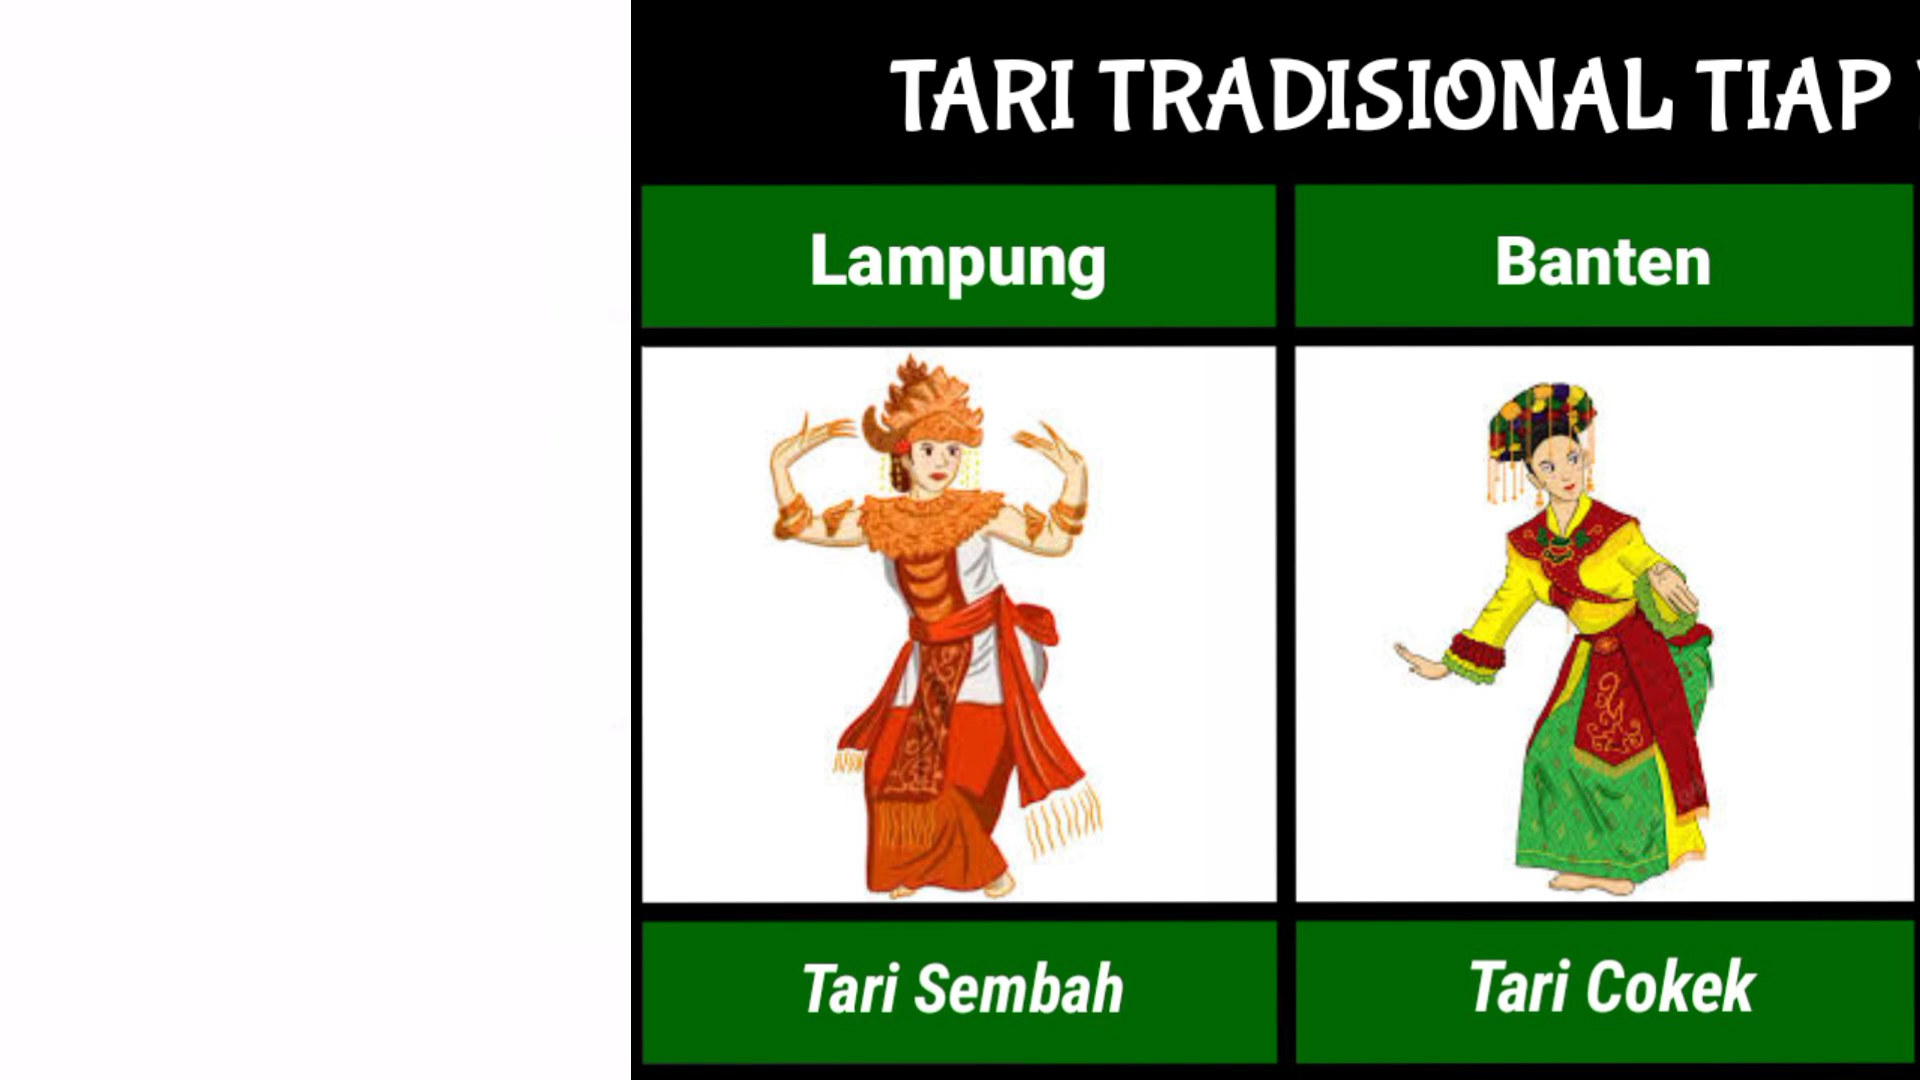 TARI TRADISIONAL TIAP
Lampung
Banten
Tari Sembah
Tari Cokek